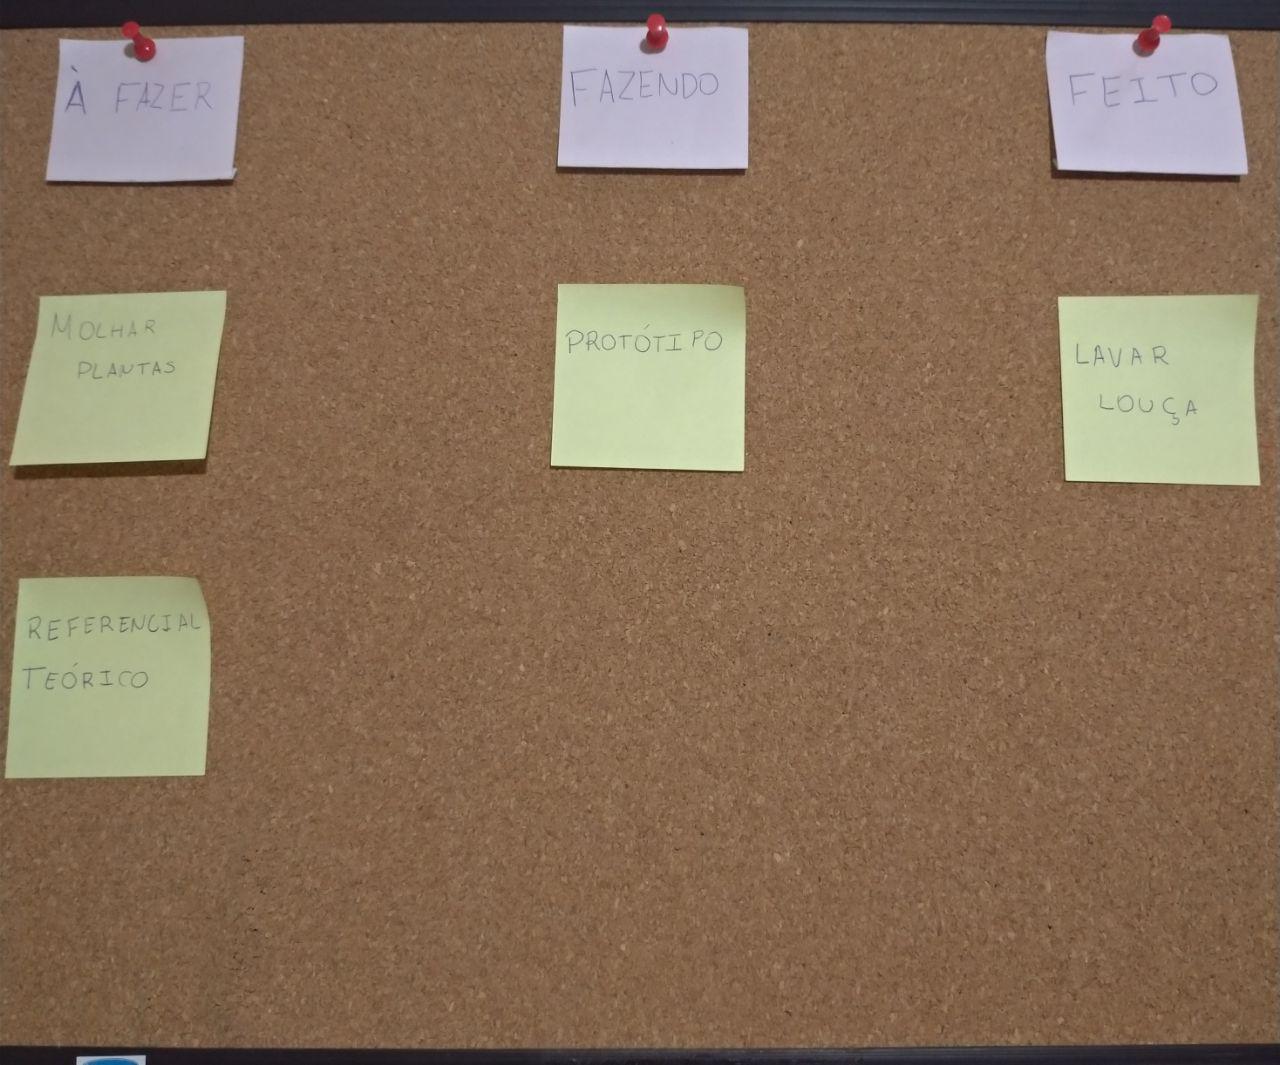 À FAZER
FAZENDO
FEITO
MOLHAR
PLANTAS
PROTÓTIPO
LAVAR
LOUÇA
REFERENCIAL
TEÓRICO